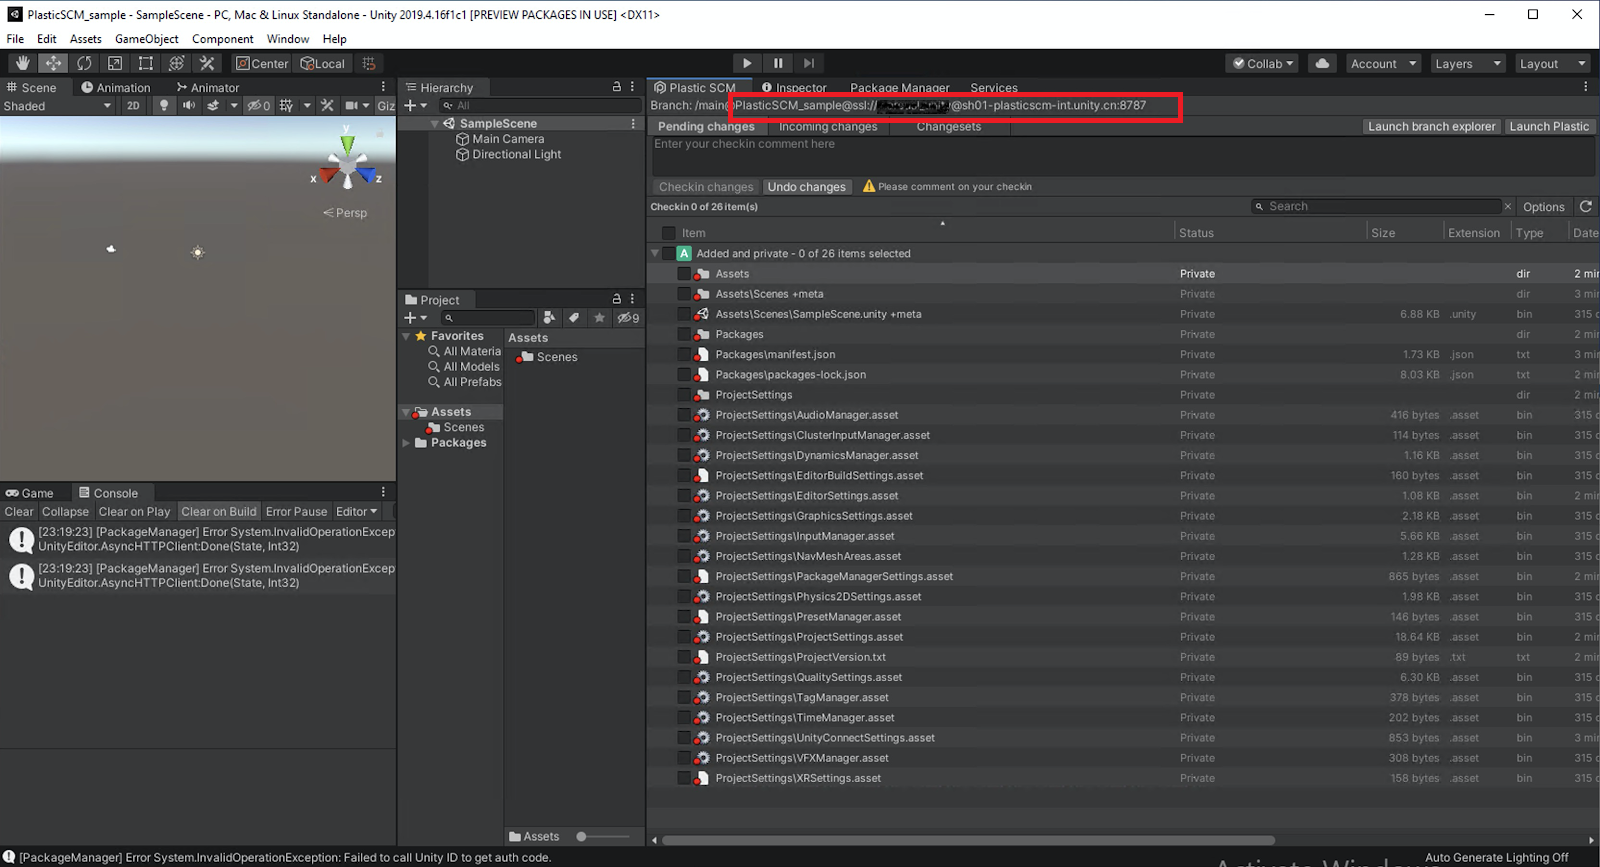 PlasticSCM_sample - SampleScene - PC, Mac & Linux Standalone - Unity 2019.4.16f1c1 [PREVIEW PACKAGES IN USE] <DX11>
File Edit Assets GameObject Component Window Help
Center Local Collab Account Layers Layout
Scene Animation Animator
Shaded 2D 0 Giz
y
x z
Persp
Hierarchy
All
SampleScene
Main Camera
Directional Light
Project
9
Favorites
All Materia
All Models
All Prefabs
Assets
Scenes
Packages
Assets
Scenes
Assets
Game Console
Clear Collapse Clear on Play Clear on Build Error Pause Editor
[23:19:23] [PackageManager] Error System.InvalidOperationExcep
UnityEditor.AsyncHTTPClient:Done(State, Int32)
[23:19:23] [PackageManager] Error System.InvalidOperationExcep
UnityEditor.AsyncHTTPClient:Done(State, Int32)
Plastic SCM Inspector Package Manager Services
Branch: /main@PlasticSCM_sample@ssl:// @sh01-plasticscm-int.unity.cn:8787
Pending changes Incoming changes Changesets Launch branch explorer Launch Plastic
Enter your checkin comment here
Checkin changes Undo changes Please comment on your checkin
Checkin 0 of 26 item(s) Search Options
Item Status Size Extension Type Date
A Added and private - 0 of 26 items selected
Assets Private dir 2 min
Assets\Scenes +meta Private dir 3 min
Assets\Scenes\SampleScene.unity +meta Private 6.88 KB .unity bin 315 d
Packages Private dir 2 min
Packages\manifest.json Private 1.73 KB .json txt 3 min
Packages\packages-lock.json Private 8.03 KB .json txt 2 min
ProjectSettings Private dir 2 min
ProjectSettings\AudioManager.asset Private 416 bytes .asset bin 315 d
ProjectSettings\ClusterInputManager.asset Private 114 bytes .asset bin 315 d
ProjectSettings\DynamicsManager.asset Private 1.16 KB .asset bin 315 d
ProjectSettings\EditorBuildSettings.asset Private 160 bytes .asset bin 315 d
ProjectSettings\EditorSettings.asset Private 1.08 KB .asset bin 2 min
ProjectSettings\GraphicsSettings.asset Private 2.18 KB .asset bin 315 d
ProjectSettings\InputManager.asset Private 5.66 KB .asset bin 315 d
ProjectSettings\NavMeshAreas.asset Private 1.28 KB .asset bin 315 d
ProjectSettings\PackageManagerSettings.asset Private 865 bytes .asset bin 2 min
ProjectSettings\Physics2DSettings.asset Private 1.98 KB .asset bin 315 d
ProjectSettings\PresetManager.asset Private 146 bytes .asset bin 315 d
ProjectSettings\ProjectSettings.asset Private 18.64 KB .asset bin 2 min
ProjectSettings\ProjectVersion.txt Private 89 bytes .txt txt 2 min
ProjectSettings\QualitySettings.asset Private 6.30 KB .asset bin 315 d
ProjectSettings\TagManager.asset Private 378 bytes .asset bin 315 d
ProjectSettings\TimeManager.asset Private 202 bytes .asset bin 315 d
ProjectSettings\UnityConnectSettings.asset Private 853 bytes .asset bin 3 min
ProjectSettings\VFXManager.asset Private 308 bytes .asset bin 315 d
ProjectSettings\XRSettings.asset Private 158 bytes .asset bin 315 d
[PackageManager] Error System.InvalidOperationException: Failed to call Unity ID to get auth code.
Activate Windows
Auto Generate Lighting Off